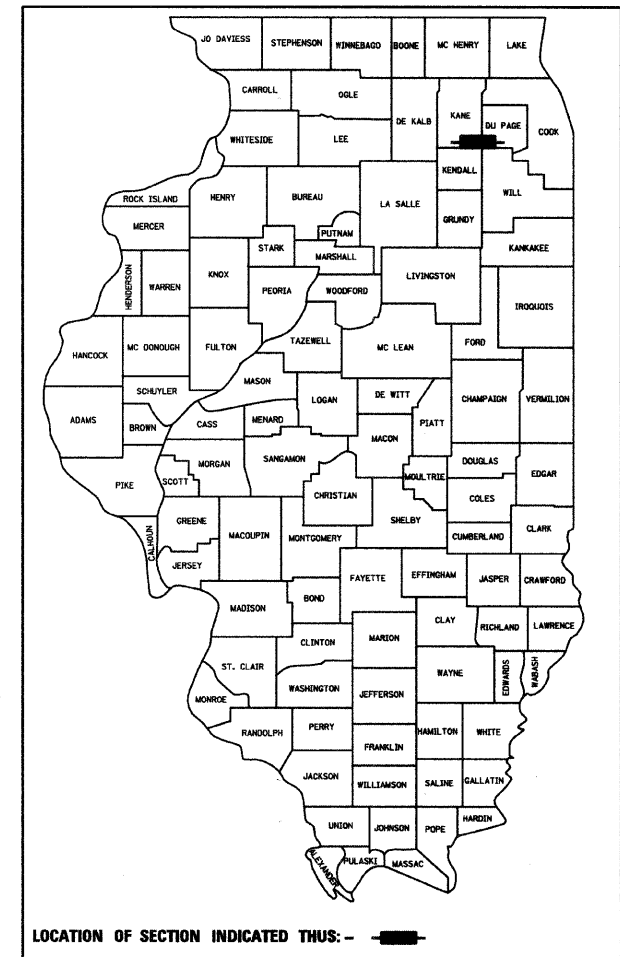 JO DAVIESS
STEPHENSON
WINNEBAGO
BOONE
MC HENRY
LAKE
CARROLL
OGLE
DE KALB
KANE
DU PAGE
COOK
WHITESIDE
LEE
KENDALL
WILL
ROCK ISLAND
HENRY
BUREAU
LA SALLE
GRUNDY
MERCER
PUTNAM
KANKAKEE
STARK
MARSHALL
HENDERSON
WARREN
KNOX
LIVINGSTON
PEORIA
WOODFORD
IROQUOIS
HANCOCK
MC DONOUGH
FULTON
TAZEWELL
MC LEAN
FORD
SCHUYLER
MASON
DE WITT
LOGAN
CHAMPAIGN
VERMILION
ADAMS
BROWN
CASS
MENARD
PIATT
MACON
DOUGLAS
PIKE
SCOTT
MORGAN
SANGAMON
MOULTRIE
EDGAR
CHRISTIAN
COLES
CALHOUN
GREENE
MACOUPIN
MONTGOMERY
SHELBY
CUMBERLAND
CLARK
JERSEY
FAYETTE
EFFINGHAM
JASPER
CRAWFORD
MADISON
BOND
CLAY
RICHLAND
LAWRENCE
CLINTON
MARION
ST. CLAIR
WAYNE
EDWARDS
WABASH
WASHINGTON
JEFFERSON
MONROE
RANDOLPH
PERRY
HAMILTON
WHITE
FRANKLIN
JACKSON
WILLIAMSON
SALINE
GALLATIN
UNION
JOHNSON
POPE
HARDIN
ALEXANDER
PULASKI
MASSAC
LOCATION OF SECTION INDICATED THUS: -